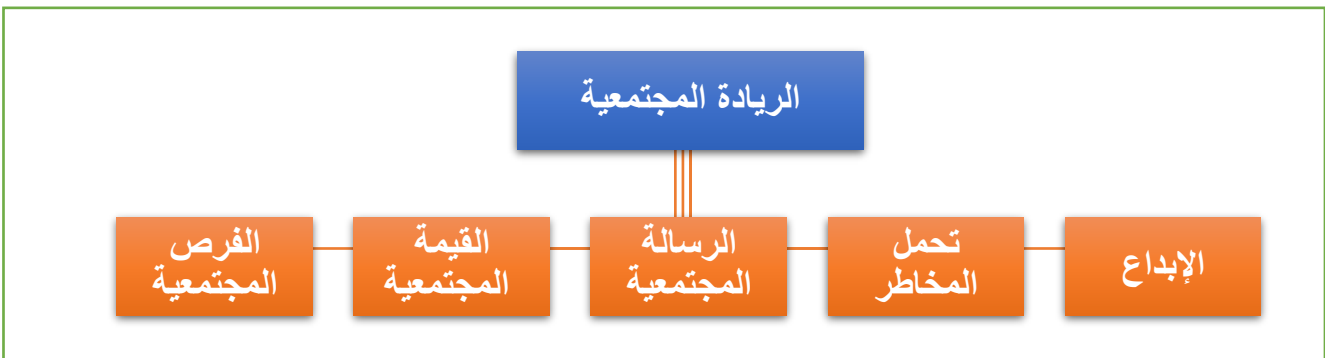 الريادة المجتمعية
الإبداع
تحمل
المخاطر
الرسالة
المجتمعية
القيمة
المجتمعية
الفرص
المجتمعية